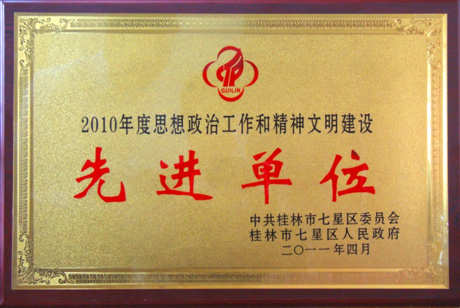 GUILIN
2010年度思想政治工作和精神文明建设
先进单位
中共桂林市七星区委员会
桂林市七星区人民政府
二〇一一年四月